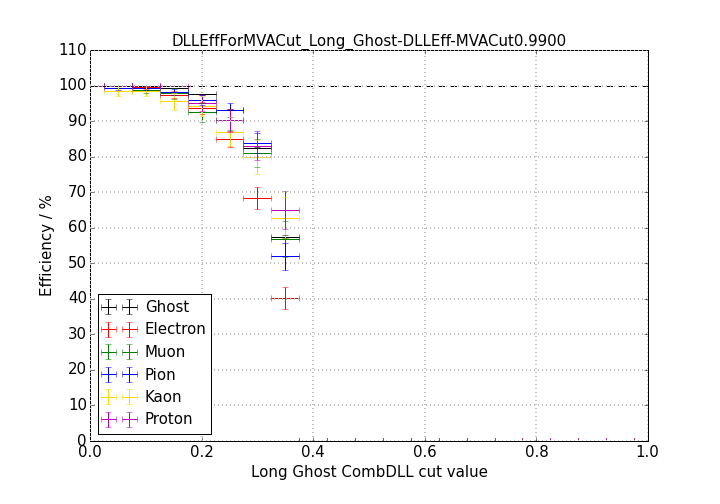 DLLEffForMVACut_Long_Ghost-DLLEff-MVACut0.9900
110
100
90
80
70
60
50
40
30
20
10
0
Efficiency / %
Ghost
Electron
Muon
Pion
Kaon
Proton
0.0 0.2 0.4 0.6 0.8 1.0
Long Ghost CombDLL cut value